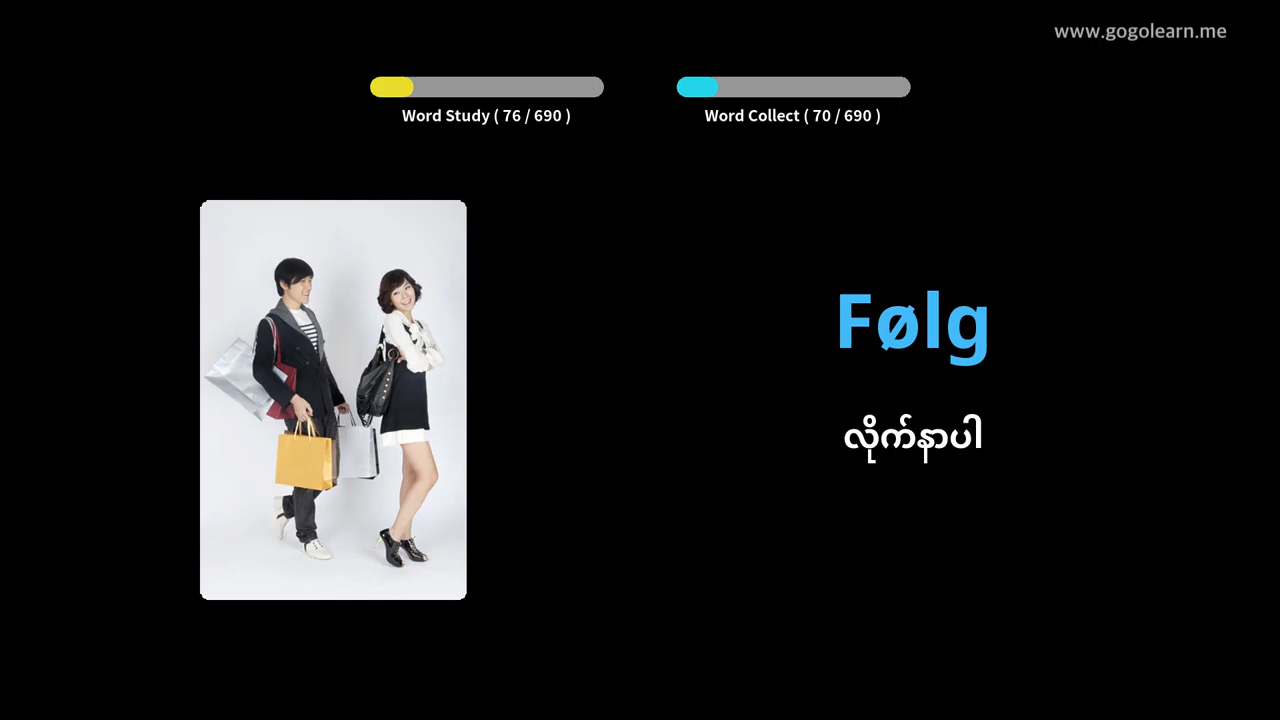 www.gogolearn.me
Word Study ( 76 / 690 )
Word Collect ( 70 / 690 )
Følg
လိုက်နာပါ